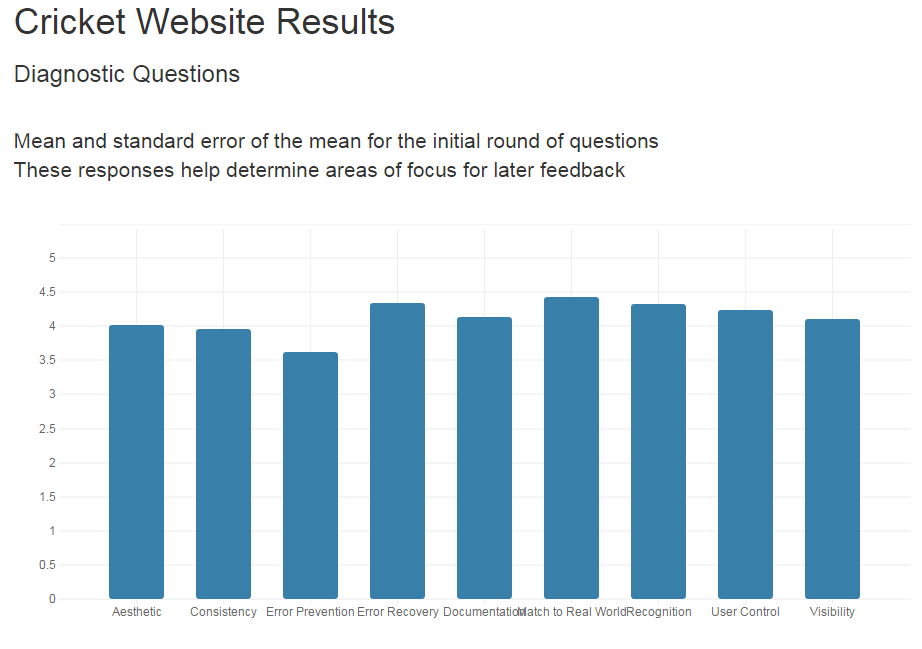 Cricket Website Results
Diagnostic Questions
Mean and standard error of the mean for the initial round of questions
These responses help determine areas of focus for later feedback
5
4.5
4
3.5
3
2.5
2
1.5
1
0.5
0
Aesthetic Consistency Error Prevention Error Recovery Documentation Match to Real World Recognition User Control Visibility